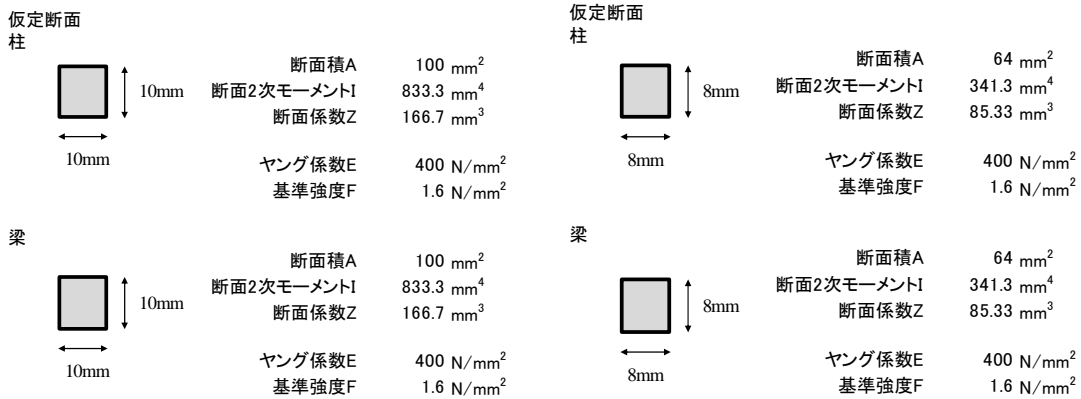 仮定断面
柱
断面積A 100 mm²
10mm 断面2次モーメントI 833.3 mm⁴
断面係数Z 166.7 mm³
10mm ヤング係数E 400 N/mm²
基準強度F 1.6 N/mm²
梁
断面積A 100 mm²
10mm 断面2次モーメントI 833.3 mm⁴
断面係数Z 166.7 mm³
10mm ヤング係数E 400 N/mm²
基準強度F 1.6 N/mm²
仮定断面
柱
断面積A 64 mm²
8mm 断面2次モーメントI 341.3 mm⁴
断面係数Z 85.33 mm³
8mm ヤング係数E 400 N/mm²
基準強度F 1.6 N/mm²
梁
断面積A 64 mm²
8mm 断面2次モーメントI 341.3 mm⁴
断面係数Z 85.33 mm³
8mm ヤング係数E 400 N/mm²
基準強度F 1.6 N/mm²